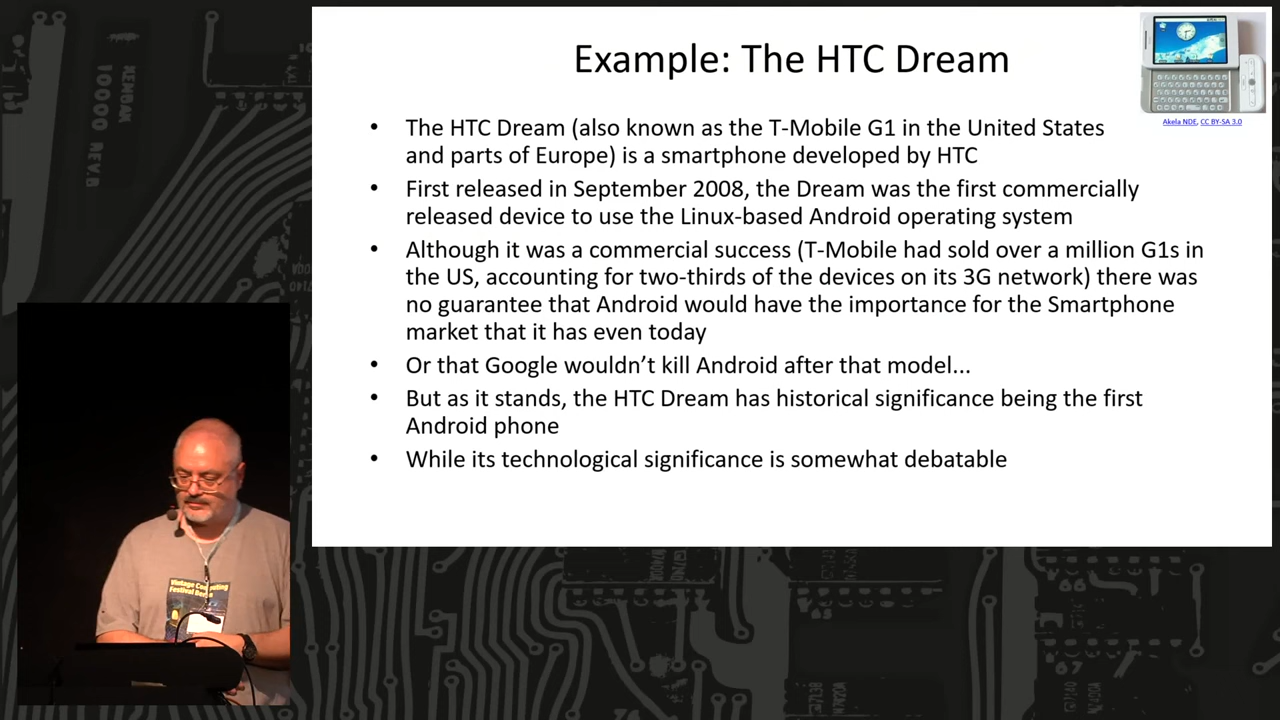 Example: The HTC Dream
Akela NDE, CC BY-SA 3.0
• The HTC Dream (also known as the T-Mobile G1 in the United States
and parts of Europe) is a smartphone developed by HTC
• First released in September 2008, the Dream was the first commercially
released device to use the Linux-based Android operating system
• Although it was a commercial success (T-Mobile had sold over a million G1s in
the US, accounting for two-thirds of the devices on its 3G network) there was
no guarantee that Android would have the importance for the Smartphone
market that it has even today
• Or that Google wouldn’t kill Android after that model...
• But as it stands, the HTC Dream has historical significance being the first
Android phone
• While its technological significance is somewhat debatable
10000 REV.B
Vintage Computing
Festival Berlin